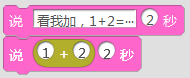 说 看我加，1+2=… 2 秒
说 1 + 2 2 秒